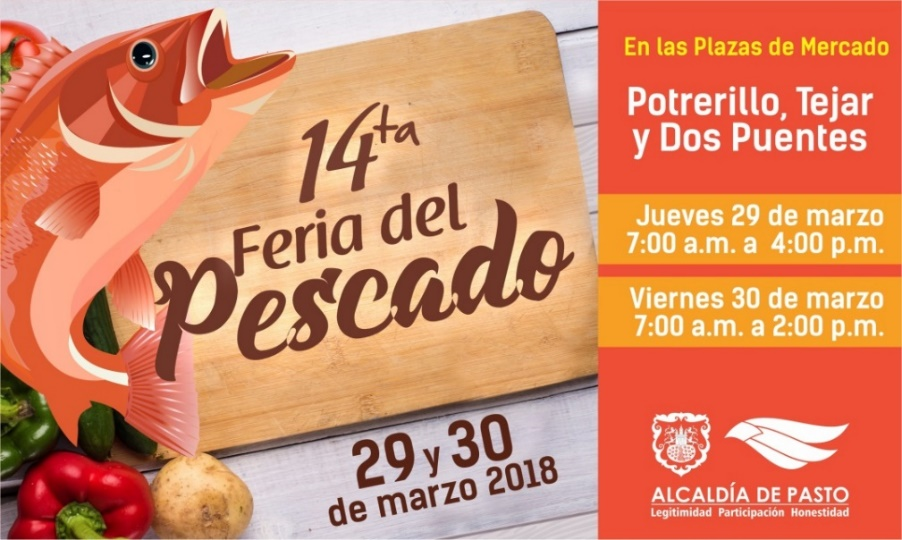 14ta
Feria del
Pescado
29 y 30
de marzo 2018
En las Plazas de Mercado
Potrerillo, Tejar
y Dos Puentes
Jueves 29 de marzo
7:00 a.m. a 4:00 p.m.
Viernes 30 de marzo
7:00 a.m. a 2:00 p.m.
ALCALDÍA DE PASTO
Legitimidad Participación Honestidad